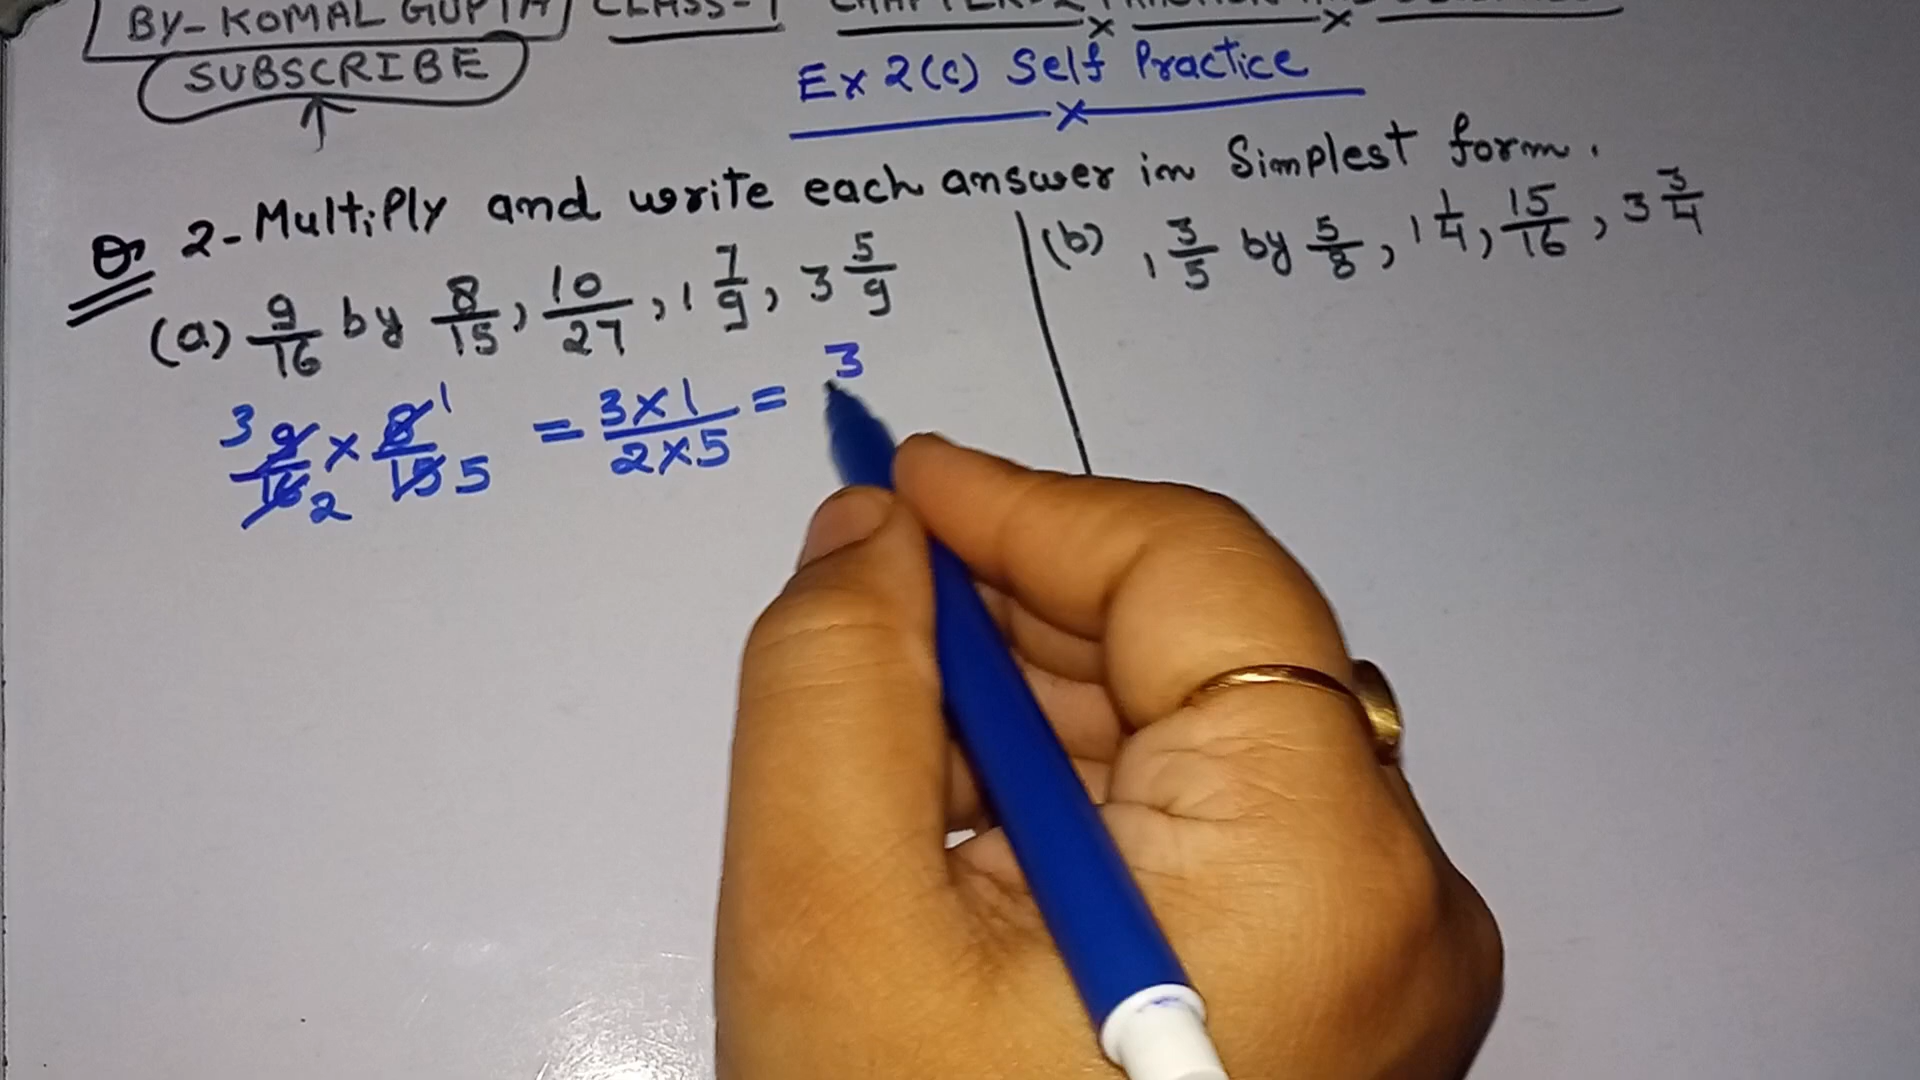 BY-KOMAL GUPTA CLASS-7
SUBSCRIBE
Ex 2(c) Self Practice
Q 2-Multiply and write each answer in Simplest form.
(a) 9/16 by 8/15, 10/27, 1 7/9, 3 5/9
(b) 1 3/5 by 5/8, 1 1/4, 15/16, 3 3/4
3 9/16 2 × 8/15 1 5 = 3×1/2×5 = 3